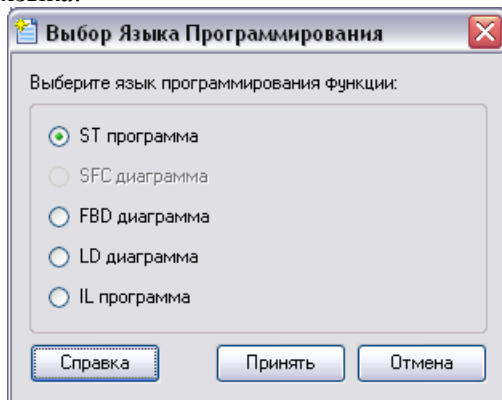 Выбор Языка Программирования
Выберите язык программирования функции:
ST программа
SFC диаграмма
FBD диаграмма
LD диаграмма
IL программа
Справка Принять Отмена